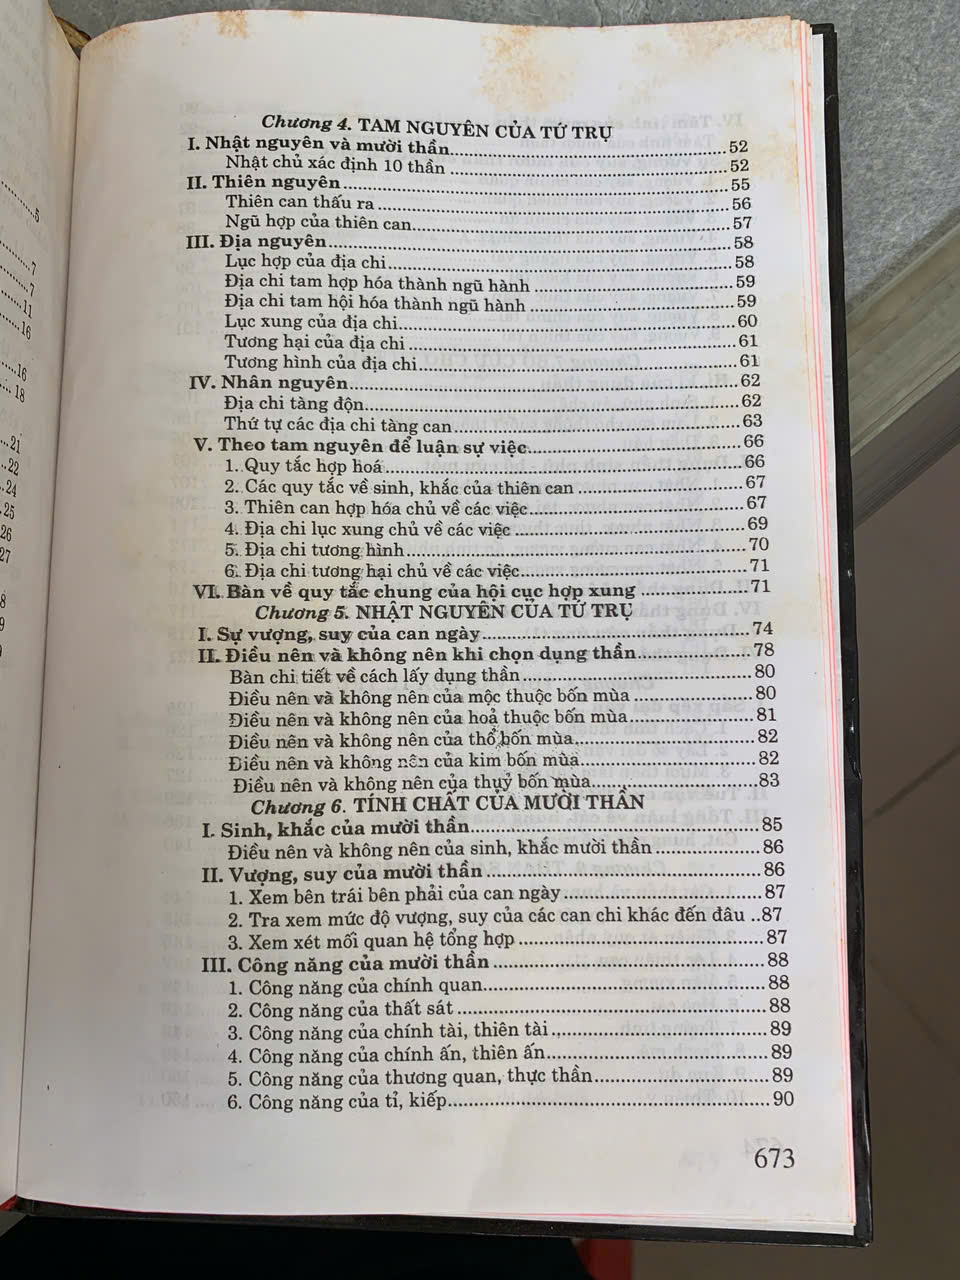 5
7
7
11
16
16
18
21
22
24
25
26
27
8
9
9
Chương 4. TAM NGUYÊN CỦA TỨ TRỤ
I. Nhật nguyên và mười thần 52
Nhật chủ xác định 10 thần 52
II. Thiên nguyên 55
Thiên can thấu ra 56
Ngũ hợp của thiên can 57
III. Địa nguyên 58
Lục hợp của địa chi 58
Địa chi tam hợp hóa thành ngũ hành 59
Địa chi tam hội hóa thành ngũ hành 59
Lục xung của địa chi 60
Tương hại của địa chi 61
Tương hình của địa chi 61
IV. Nhân nguyên 62
Địa chi tàng độn 62
Thứ tự các địa chi tàng can 63
V. Theo tam nguyên để luận sự việc 66
1. Quy tắc hợp hoá 66
2. Các quy tắc về sinh, khắc của thiên can 67
3. Thiên can hợp hóa chủ về các việc 67
4. Địa chi lục xung chủ về các việc 69
5. Địa chi tương hình 70
6. Địa chi tương hại chủ về các việc 71
VI. Bàn về quy tắc chung của hội cục hợp xung 71
Chương 5. NHẬT NGUYÊN CỦA TỨ TRỤ
I. Sự vượng, suy của can ngày 74
II. Điều nên và không nên khi chọn dụng thần 78
Bàn chi tiết về cách lấy dụng thần 80
Điều nên và không nên của mộc thuộc bốn mùa 80
Điều nên và không nên của hoả thuộc bốn mùa 81
Điều nên và không nên của thổ bốn mùa 82
Điều nên và không nên của kim bốn mùa 82
Điều nên và không nên của thuỷ bốn mùa 83
Chương 6. TÍNH CHẤT CỦA MƯỜI THẦN
I. Sinh, khắc của mười thần 85
Điều nên và không nên của sinh, khắc mười thần 86
II. Vượng, suy của mười thần 86
1. Xem bên trái bên phải của can ngày 87
2. Tra xem mức độ vượng, suy của các can chi khác đến đâu ..87
3. Xem xét mối quan hệ tổng hợp 87
III. Công năng của mười thần 88
1. Công năng của chính quan 88
2. Công năng của thất sát 88
3. Công năng của chính tài, thiên tài 89
4. Công năng của chính ấn, thiên ấn 89
5. Công năng của thương quan, thực thần 89
6. Công năng của tỉ, kiếp 90
673